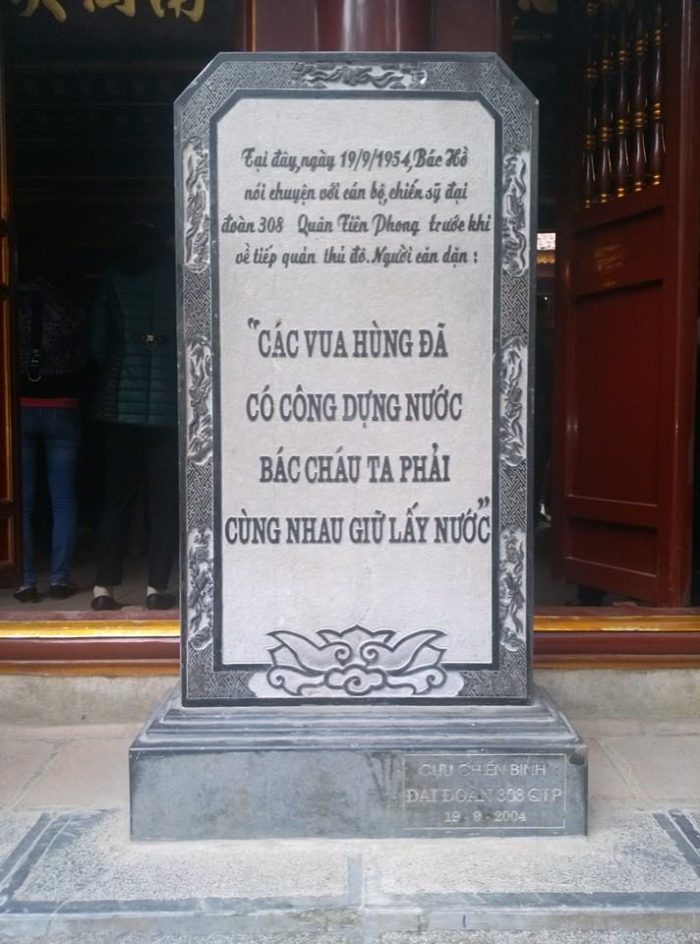 Tại đây, ngày 19/9/1954, Bác Hồ
nói chuyện với cán bộ, chiến sỹ đại
đoàn 308 Quân Tiên Phong trước khi
về tiếp quản thủ đô. Người căn dặn :
"CÁC VUA HÙNG ĐÃ
CÓ CÔNG DỰNG NƯỚC
BÁC CHÁU TA PHẢI
CÙNG NHAU GIỮ LẤY NƯỚC"
CỰU CHIẾN BINH
ĐẠI ĐOÀN 308 QTP
19 - 9 - 2004